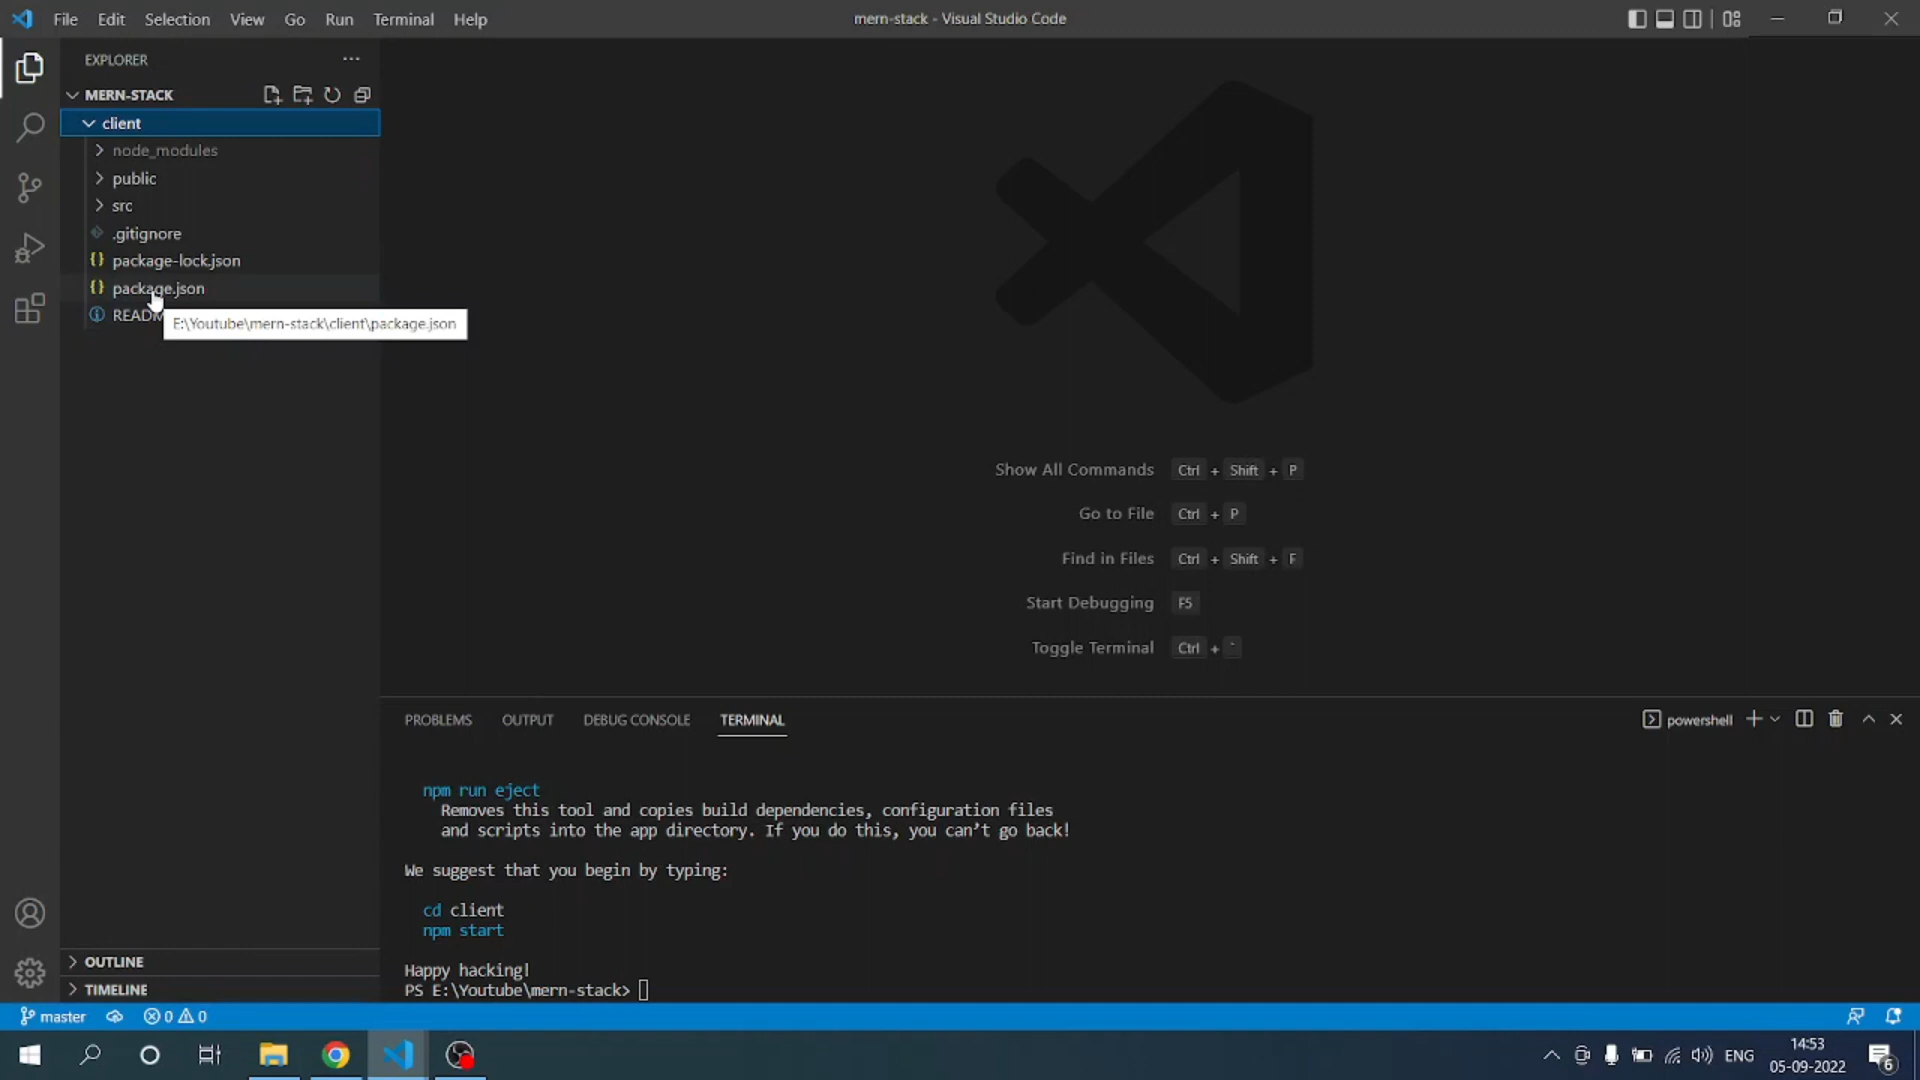 File Edit Selection View Go Run Terminal Help
mern-stack - Visual Studio Code
EXPLORER
MERN-STACK
client
node_modules
public
src
.gitignore
package-lock.json
package.json
READM
E:\Youtube\mern-stack\client\package.json
Show All Commands Ctrl + Shift + P
Go to File Ctrl + P
Find in Files Ctrl + Shift + F
Start Debugging F5
Toggle Terminal Ctrl + `
PROBLEMS OUTPUT DEBUG CONSOLE TERMINAL
powershell
npm run eject
Removes this tool and copies build dependencies, configuration files
and scripts into the app directory. If you do this, you can’t go back!
We suggest that you begin by typing:
cd client
npm start
Happy hacking!
PS E:\Youtube\mern-stack>
OUTLINE
TIMELINE
master 0 0
ENG
14:53
05-09-2022
6